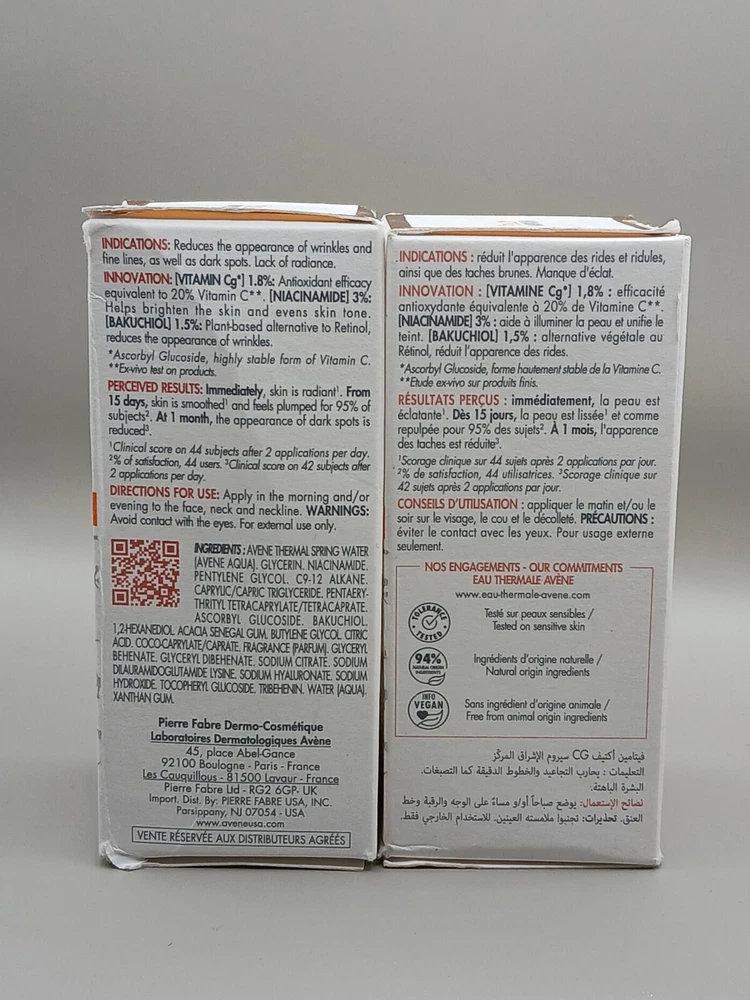 INDICATIONS: Reduces the appearance of wrinkles and
fine lines, as well as dark spots. Lack of radiance.
INNOVATION: [VITAMIN Cg*] 1.8%: Antioxidant efficacy
equivalent to 20% Vitamin C**. [NIACINAMIDE] 3%:
Helps brighten the skin and evens skin tone.
[BAKUCHIOL] 1.5%: Plant-based alternative to Retinol,
reduces the appearance of wrinkles.
*Ascorbyl Glucoside, highly stable form of Vitamin C.
**Ex-vivo test on products.
PERCEIVED RESULTS: Immediately, skin is radiant¹. From
15 days, skin is smoothed¹ and feels plumped for 95% of
subjects². At 1 month, the appearance of dark spots is
reduced³.
¹Clinical score on 44 subjects after 2 applications per day.
²% of satisfaction, 44 users. ³Clinical score on 42 subjects after
2 applications per day.
DIRECTIONS FOR USE: Apply in the morning and/or
evening to the face, neck and neckline. WARNINGS:
Avoid contact with the eyes. For external use only.
INGREDIENTS: AVENE THERMAL SPRING WATER
(AVENE AQUA). GLYCERIN. NIACINAMIDE.
PENTYLENE GLYCOL. C9-12 ALKANE.
CAPRYLIC/CAPRIC TRIGLYCERIDE. PENTAERY-
THRITYL TETRACAPRYLATE/TETRACAPRATE.
ASCORBYL GLUCOSIDE. BAKUCHIOL.
1,2-HEXANEDIOL. ACACIA SENEGAL GUM. BUTYLENE GLYCOL. CITRIC
ACID. COCO-CAPRYLATE/CAPRATE. FRAGRANCE (PARFUM). GLYCERYL
BEHENATE. GLYCERYL DIBEHENATE. SODIUM CITRATE. SODIUM
DILAURAMIDOGLUTAMIDE LYSINE. SODIUM HYALURONATE. SODIUM
HYDROXIDE. TOCOPHERYL GLUCOSIDE. TRIBEHENIN. WATER (AQUA).
XANTHAN GUM.
Pierre Fabre Dermo-Cosmétique
Laboratoires Dermatologiques Avène
45, place Abel-Gance
92100 Boulogne - Paris - France
Les Cauquillous - 81500 Lavaur - France
Pierre Fabre Ltd - RG2 6GP- UK
Import. Dist. By: PIERRE FABRE USA, INC.
Parsippany, NJ 07054 - USA
www.aveneusa.com
VENTE RÉSERVÉE AUX DISTRIBUTEURS AGRÉÉS
INDICATIONS : réduit l'apparence des rides et ridules,
ainsi que des taches brunes. Manque d'éclat.
INNOVATION : [VITAMINE Cg*] 1,8% : efficacité
antioxydante équivalente à 20% de Vitamine C**.
[NIACINAMIDE] 3% : aide à illuminer la peau et unifie le
teint. [BAKUCHIOL] 1,5% : alternative végétale au
Rétinol, réduit l'apparence des rides.
*Ascorbyl Glucoside, forme hautement stable de la Vitamine C.
**Etude ex-vivo sur produits finis.
RÉSULTATS PERÇUS : immédiatement, la peau est
éclatante¹. Dès 15 jours, la peau est lissée¹ et comme
repulpée pour 95% des sujets². À 1 mois, l'apparence
des taches est réduite³.
¹Scorage clinique sur 44 sujets après 2 applications par jour.
²% de satisfaction, 44 utilisatrices. ³Scorage clinique sur
42 sujets après 2 applications par jour.
CONSEILS D'UTILISATION : appliquer le matin et/ou le
soir sur le visage, le cou et le décolleté. PRÉCAUTIONS :
éviter le contact avec les yeux. Pour usage externe
seulement.
NOS ENGAGEMENTS - OUR COMMITMENTS
EAU THERMALE AVÈNE
www.eau-thermale-avene.com
TOLERANCE
TESTED
Testé sur peaux sensibles /
Tested on sensitive skin
94%
NATURAL ORIGIN
INGREDIENTS
Ingrédients d'origine naturelle /
Natural origin ingredients
INFO
VEGAN
Sans ingrédient d'origine animale /
Free from animal origin ingredients
فيتامين أكتيف CG سيروم الإشراق المركّز
التعليمات : يحارب التجاعيد والخطوط الدقيقة كما التصبغات.
البشرة الباهتة.
نصائح الإستعمال: يوضع صباحاً أو/و مساءً على الوجه والرقبة وخط
العنق. تحذيرات: تجنبوا ملامسته العينين. للاستخدام الخارجي فقط.